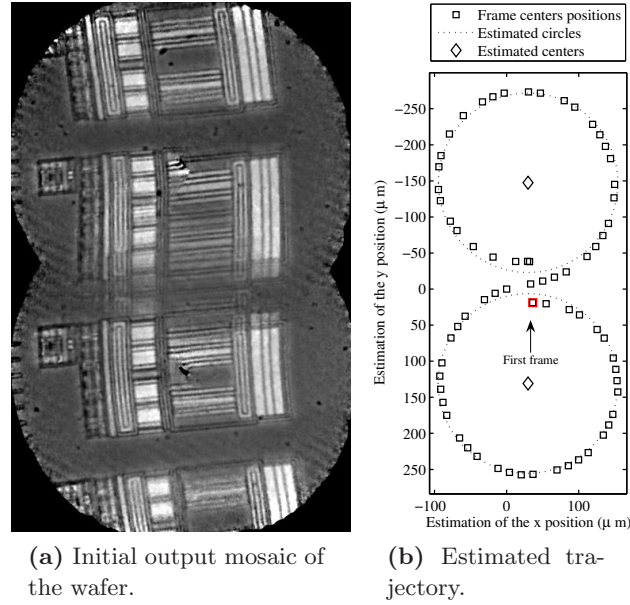 Frame centers positions
Estimated circles
Estimated centers
−250
−200
−150
−100
−50
0
50
100
150
200
250
Estimation of the y position (μ m)
First frame
−100 0 100
Estimation of the x position (μ m)
(a) Initial output mosaic of
the wafer.
(b) Estimated tra-
jectory.